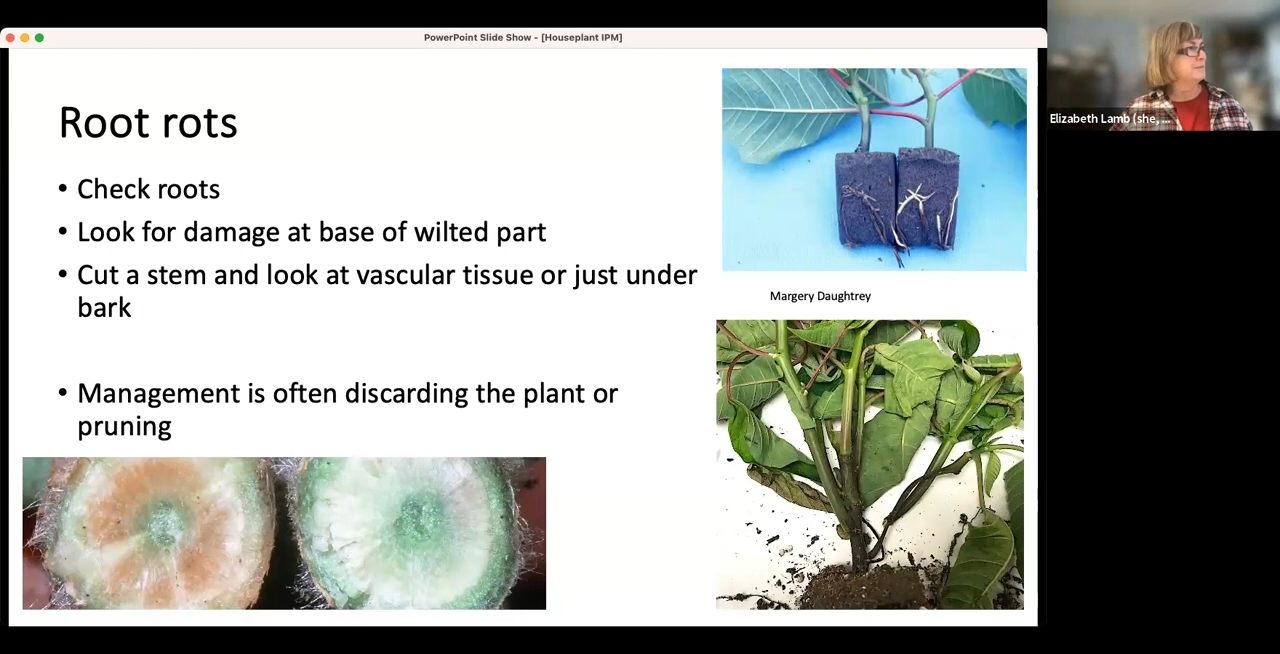 PowerPoint Slide Show - [Houseplant IPM]
Root rots
• Check roots
• Look for damage at base of wilted part
• Cut a stem and look at vascular tissue or just under
bark
• Management is often discarding the plant or
pruning
Margery Daughtrey
Elizabeth Lamb (she, ...